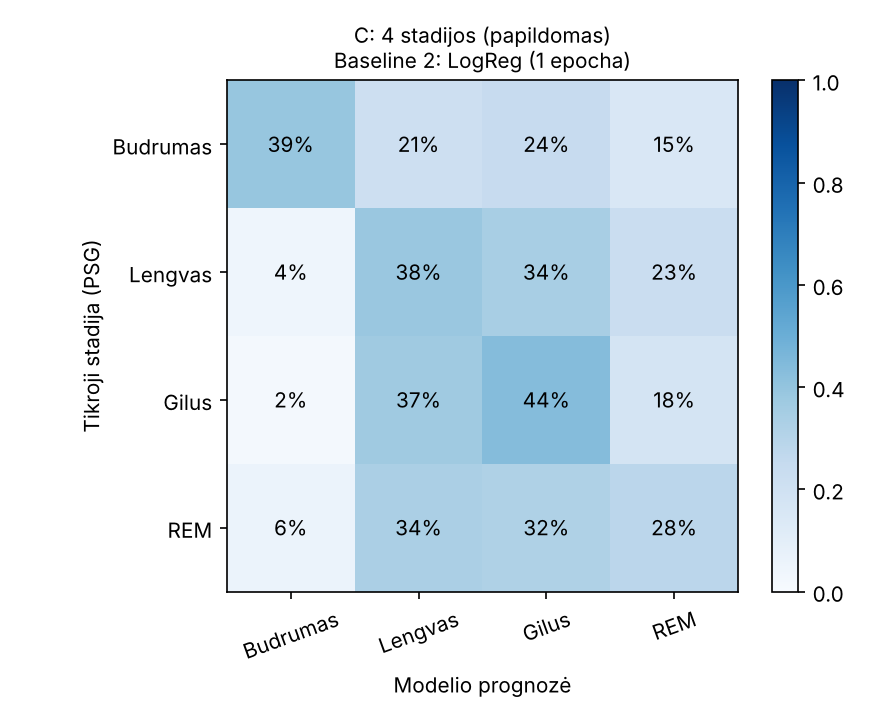 C: 4 stadijos (papildomas)
Baseline 2: LogReg (1 epocha)
Tikroji stadija (PSG)
Budrumas 39% 21% 24% 15%
Lengvas 4% 38% 34% 23%
Gilus 2% 37% 44% 18%
REM 6% 34% 32% 28%
Budrumas Lengvas Gilus REM
Modelio prognozė
1.0
0.8
0.6
0.4
0.2
0.0